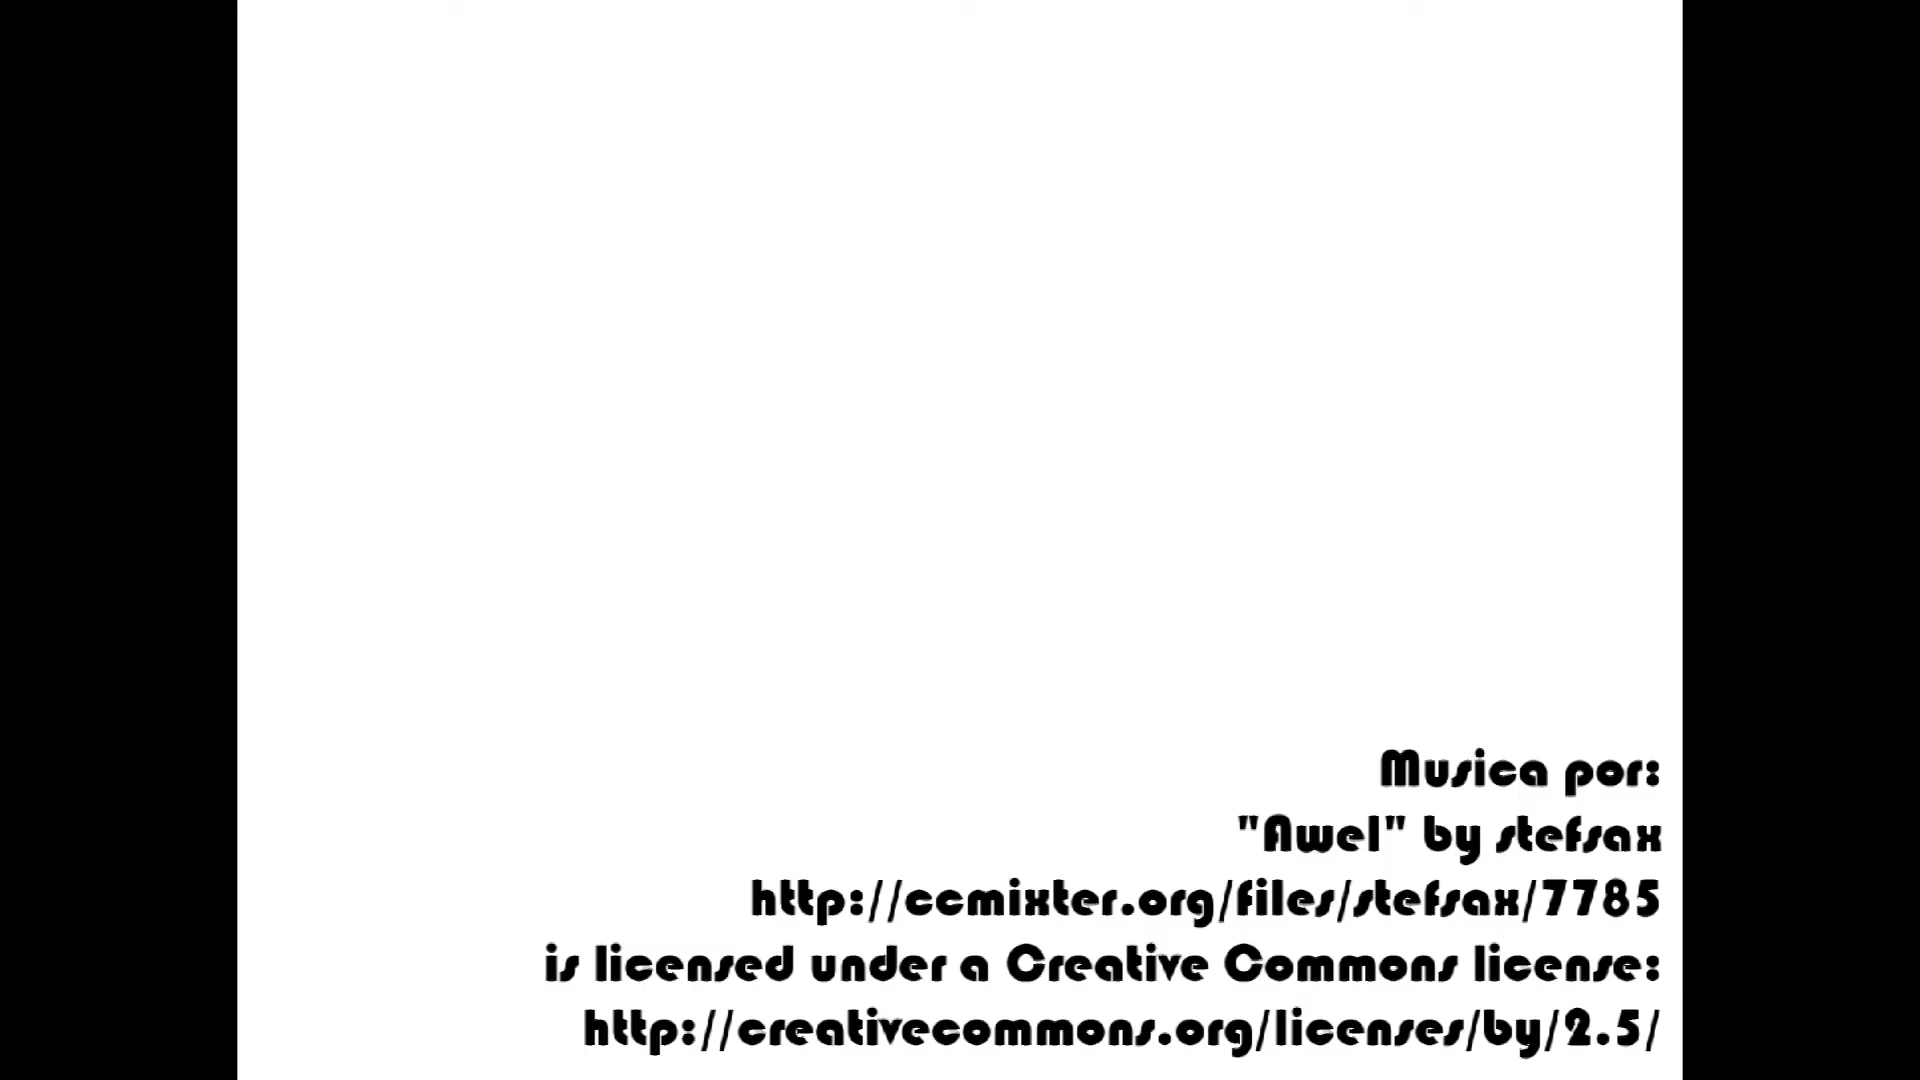 Musica por:
"Awel" by stefsax
http://ccmixter.org/files/stefsax/7785
is licensed under a Creative Commons license:
http://creativecommons.org/licenses/by/2.5/